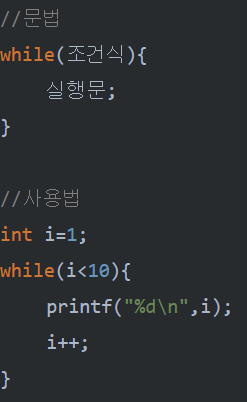 //문법
while(조건식){
    실행문;
}

//사용법
int i=1;
while(i<10){
    printf("%d\n",i);
    i++;
}